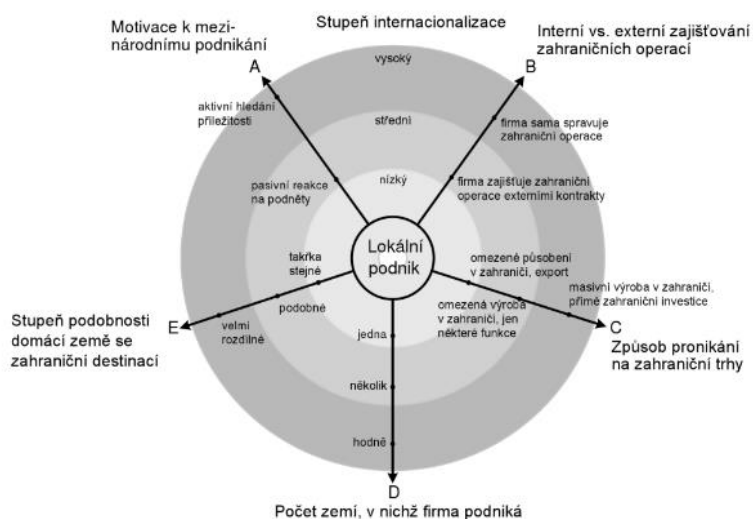 Stupeň internacionalizace
Motivace k mezi-
národnímu podnikání
A
Interní vs. externí zajišťování
zahraničních operací
B
vysoký
střední
nízký
aktivní hledání
příležitostí
pasivní reakce
na podněty
firma sama spravuje
zahraniční operace
firma zajišťuje zahraniční
operace externími kontrakty
Lokální
podnik
takřka
stejné
podobné
velmi
rozdílné
E
Stupeň podobnosti
domácí země se
zahraniční destinací
omezené působení
v zahraničí, export
omezená výroba
v zahraničí, jen
některé funkce
masivní výroba v zahraničí,
přímé zahraniční investice
C
Způsob pronikání
na zahraniční trhy
jedna
několik
hodně
D
Počet zemí, v nichž firma podniká